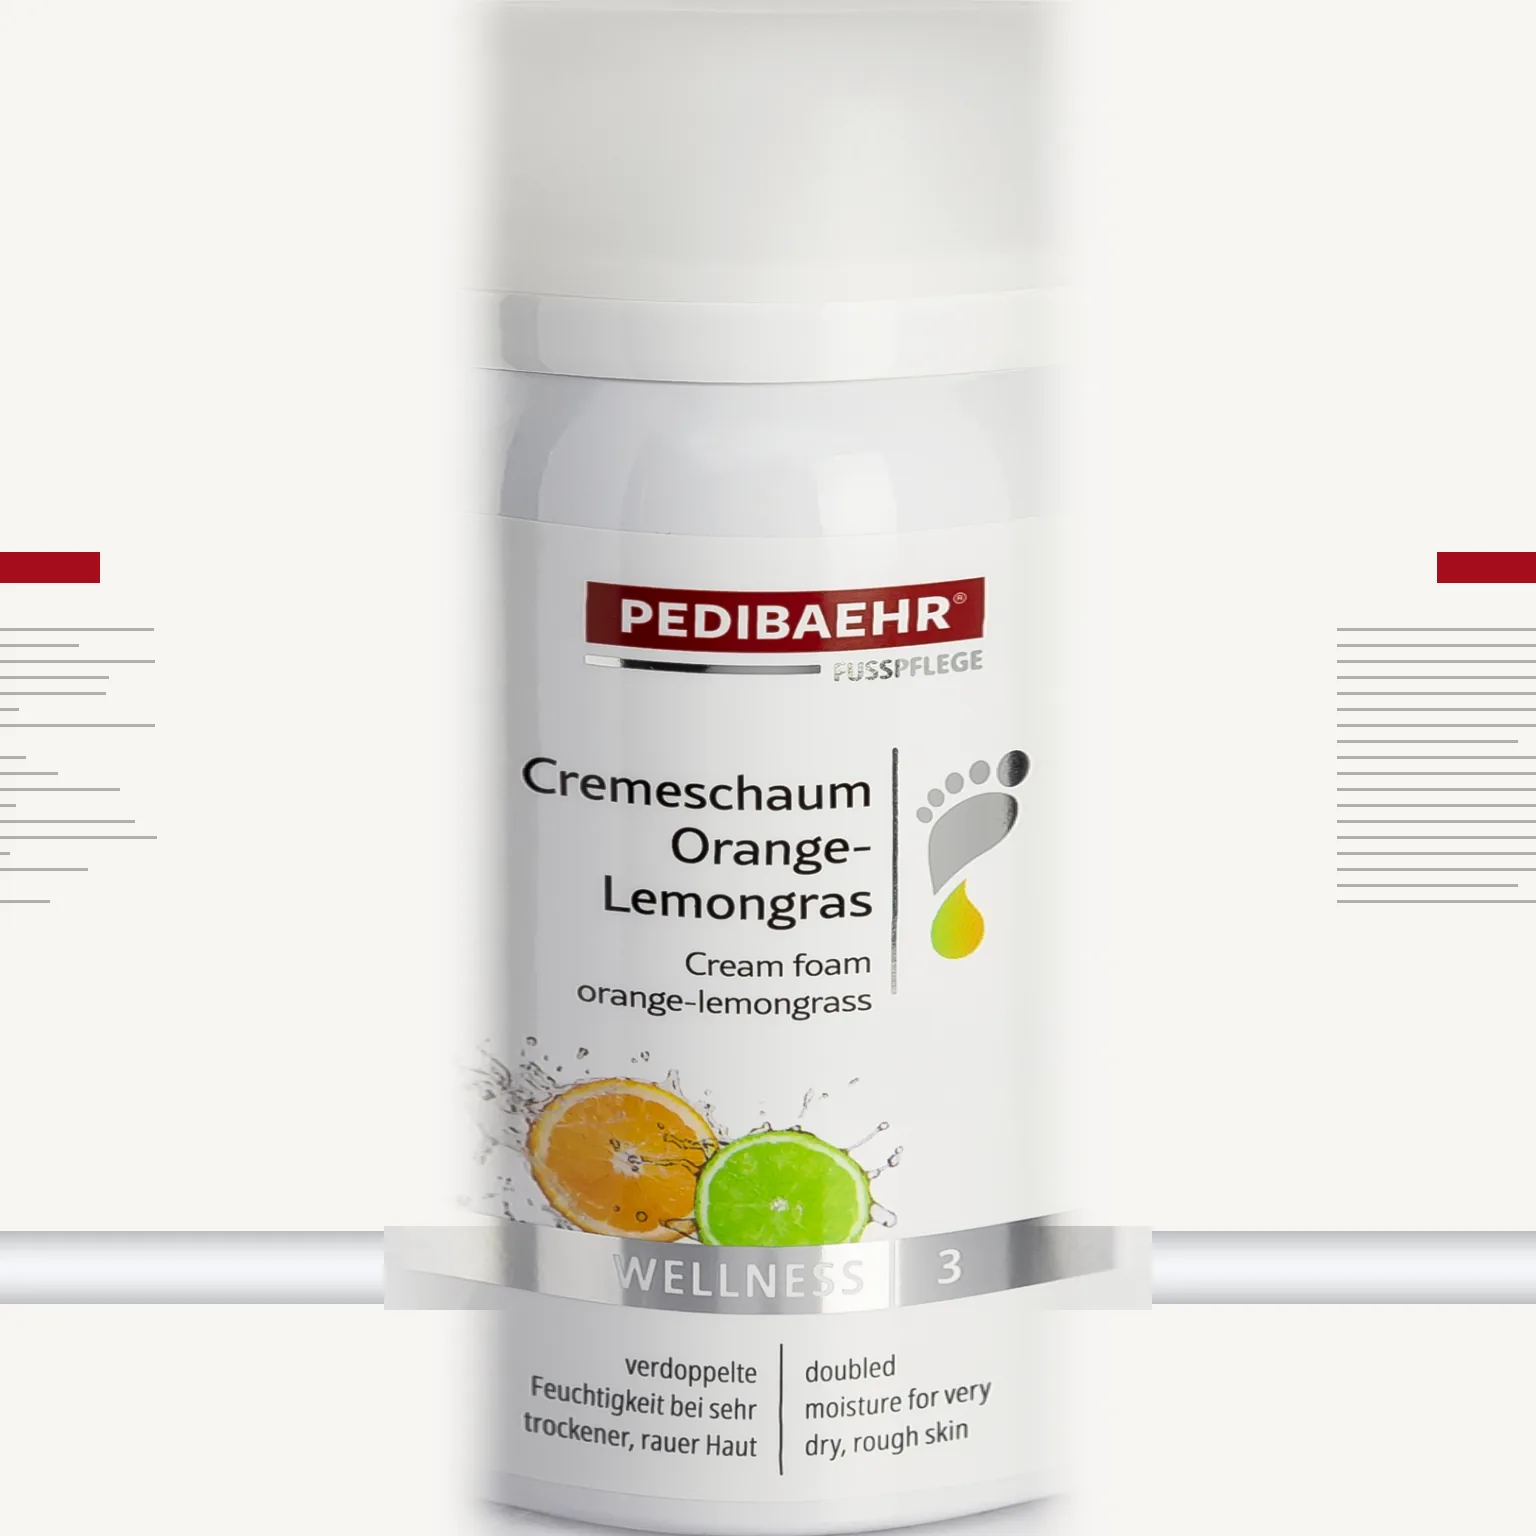 PEDIBAEHR®
FUSSPFLEGE
Cremeschaum
Orange-
Lemongras
Cream foam
orange-lemongrass
WELLNESS 3
verdoppelte
Feuchtigkeit bei sehr
trockener, rauer Haut
doubled
moisture for very
dry, rough skin